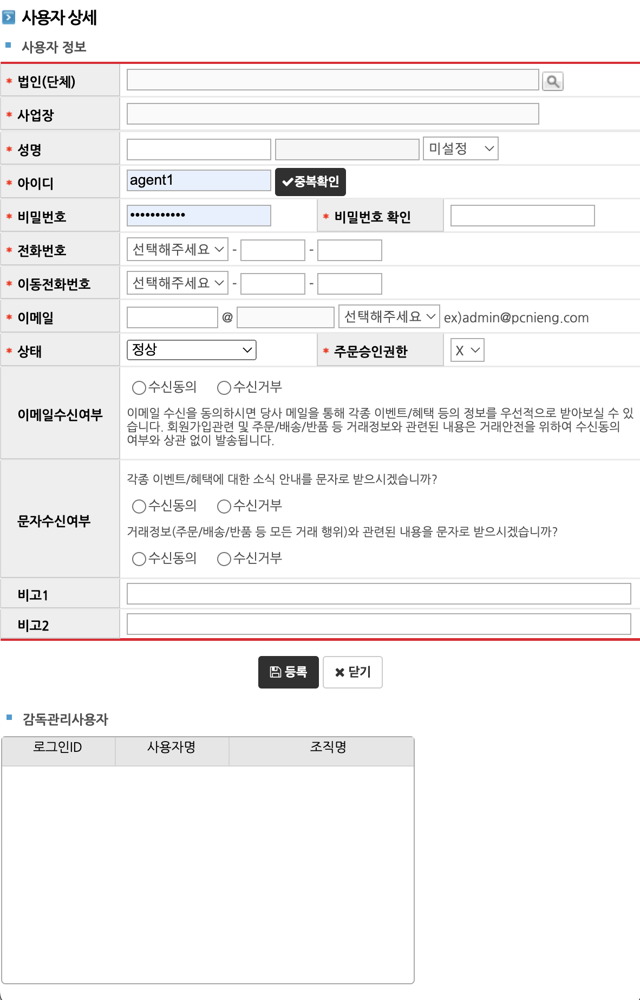 사용자 상세
사용자 정보
* 법인(단체)
* 사업장
* 성명 미설정
* 아이디 agent1 중복확인
* 비밀번호 ••••••••••• * 비밀번호 확인
* 전화번호 선택해주세요 - -
* 이동전화번호 선택해주세요 - -
* 이메일 @ 선택해주세요 ex)admin@pcnieng.com
* 상태 정상 * 주문승인권한 X
이메일수신여부
수신동의 수신거부
이메일 수신을 동의하시면 당사 메일을 통해 각종 이벤트/혜택 등의 정보를 우선적으로 받아보실 수 있
습니다. 회원가입관련 및 주문/배송/반품 등 거래정보와 관련된 내용은 거래안전을 위하여 수신동의
여부와 상관 없이 발송됩니다.
문자수신여부
각종 이벤트/혜택에 대한 소식 안내를 문자로 받으시겠습니까?
수신동의 수신거부
거래정보(주문/배송/반품 등 모든 거래 행위)와 관련된 내용을 문자로 받으시겠습니까?
수신동의 수신거부
비고1
비고2
등록 닫기
감독관리사용자
로그인ID 사용자명 조직명